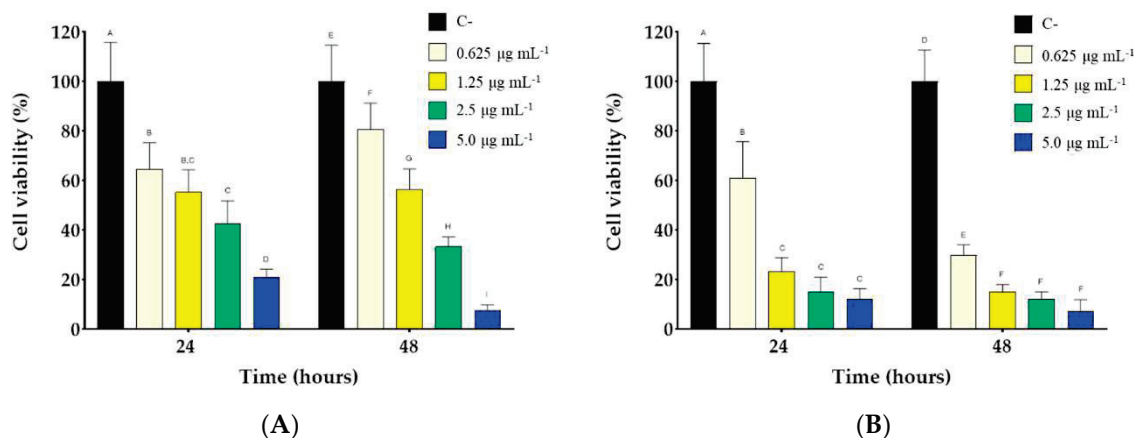 120
100
80
60
40
20
0
Cell viability (%)
A
B
B,C
C
D
E
F
G
H
I
C-
0.625 μg mL⁻¹
1.25 μg mL⁻¹
2.5 μg mL⁻¹
5.0 μg mL⁻¹
24
48
Time (hours)
(A)
120
100
80
60
40
20
0
Cell viability (%)
A
B
C
C
C
D
E
F
F
F
C-
0.625 μg mL⁻¹
1.25 μg mL⁻¹
2.5 μg mL⁻¹
5.0 μg mL⁻¹
24
48
Time (hours)
(B)